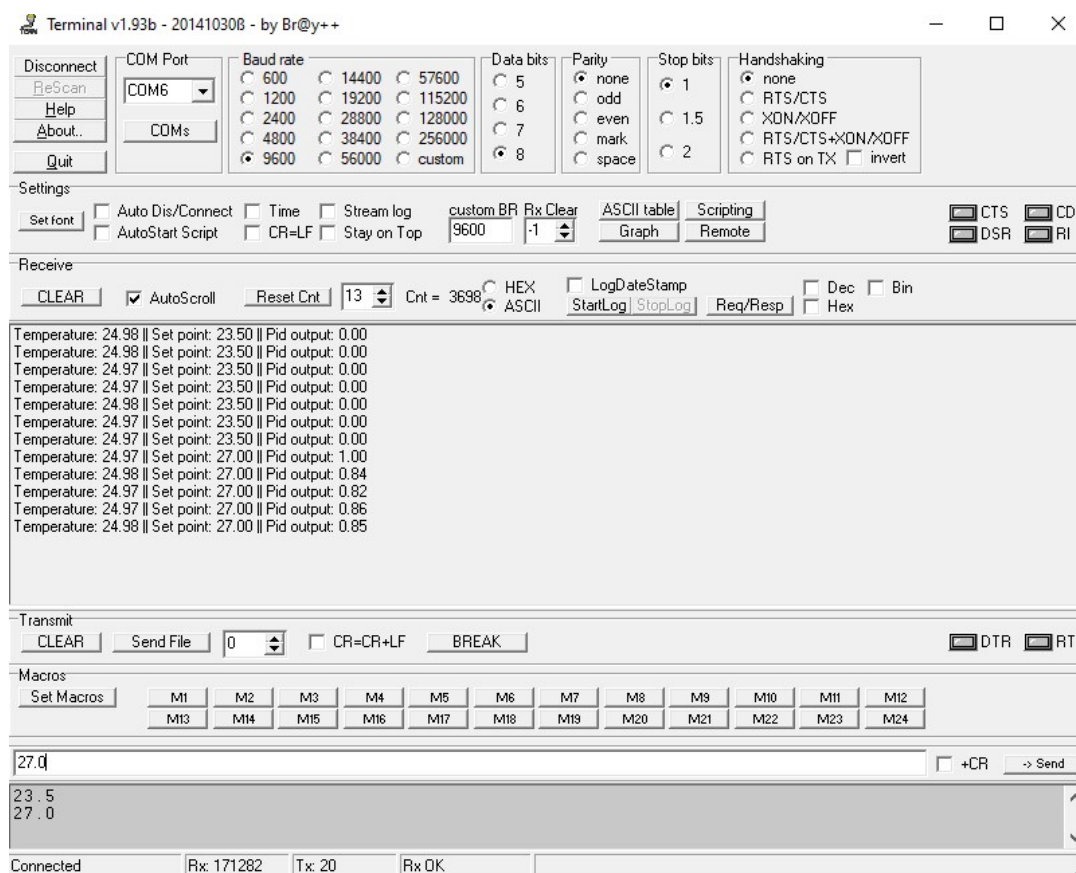 Terminal v1.93b - 20141030ß - by Br@y++
Disconnect
ReScan
Help
About..
Quit
COM Port
COM6
COMs
Baud rate
600 14400 57600
1200 19200 115200
2400 28800 128000
4800 38400 256000
9600 56000 custom
Data bits
5
6
7
8
Parity
none
odd
even
mark
space
Stop bits
1
1.5
2
Handshaking
none
RTS/CTS
XON/XOFF
RTS/CTS+XON/XOFF
RTS on TX invert
Settings
Set font
Auto Dis/Connect Time Stream log
AutoStart Script CR=LF Stay on Top
custom BR Rx Clear
9600 -1
ASCII table Scripting
Graph Remote
CTS CD
DSR RI
Receive
CLEAR AutoScroll Reset Cnt 13 Cnt = 3698
HEX
ASCII
LogDateStamp
StartLog StopLog Req/Resp
Dec Bin
Hex
Temperature: 24.98 || Set point: 23.50 || Pid output: 0.00
Temperature: 24.98 || Set point: 23.50 || Pid output: 0.00
Temperature: 24.97 || Set point: 23.50 || Pid output: 0.00
Temperature: 24.97 || Set point: 23.50 || Pid output: 0.00
Temperature: 24.98 || Set point: 23.50 || Pid output: 0.00
Temperature: 24.97 || Set point: 23.50 || Pid output: 0.00
Temperature: 24.97 || Set point: 23.50 || Pid output: 0.00
Temperature: 24.97 || Set point: 27.00 || Pid output: 1.00
Temperature: 24.98 || Set point: 27.00 || Pid output: 0.84
Temperature: 24.97 || Set point: 27.00 || Pid output: 0.82
Temperature: 24.97 || Set point: 27.00 || Pid output: 0.86
Temperature: 24.98 || Set point: 27.00 || Pid output: 0.85
Transmit
CLEAR Send File 0 CR=CR+LF BREAK
DTR RT
Macros
Set Macros
M1 M2 M3 M4 M5 M6 M7 M8 M9 M10 M11 M12
M13 M14 M15 M16 M17 M18 M19 M20 M21 M22 M23 M24
27.0
+CR -> Send
23.5
27.0
Connected Rx: 171282 Tx: 20 Rx OK